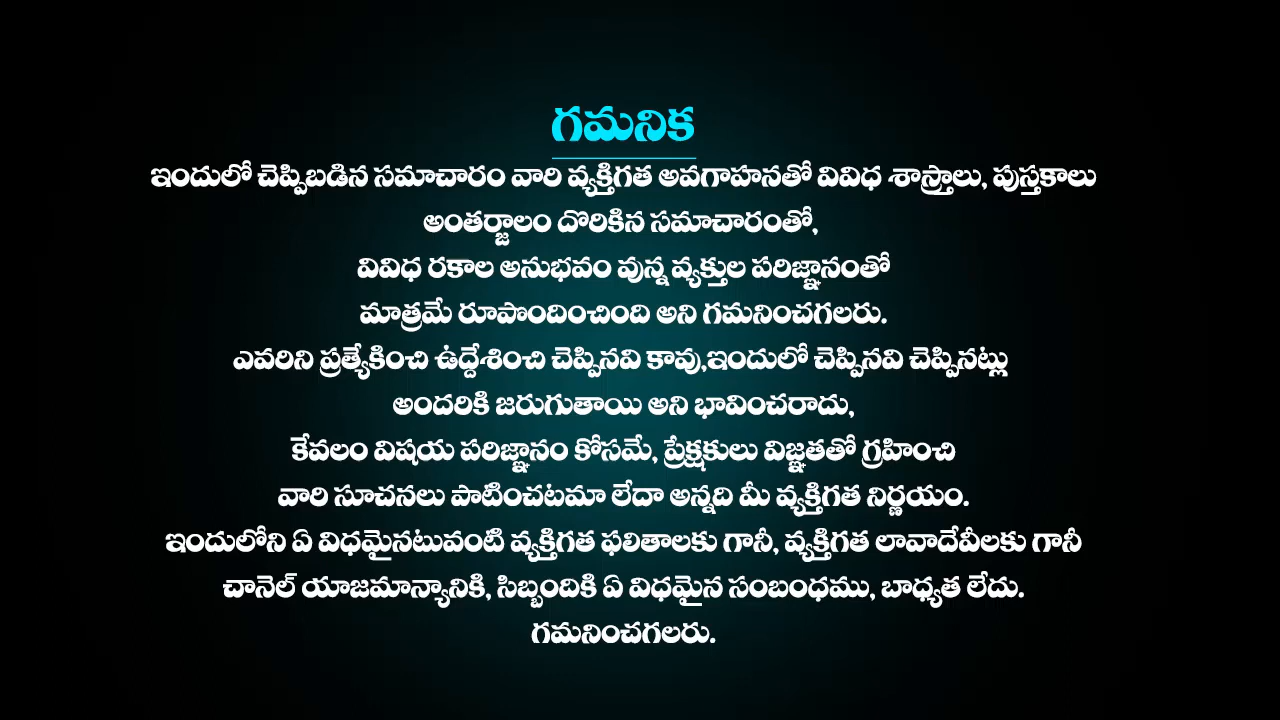 గమనిక
ఇందులో చెప్పిబడిన సమాచారం వారి వ్యక్తిగత అవగాహనతో వివిధ శాస్త్రాలు, పుస్తకాలు
అంతర్జాలం దొరికిన సమాచారంతో,
వివిధ రకాల అనుభవం వున్న వ్యక్తుల పరిజ్ఞానంతో
మాత్రమే రూపొందించింది అని గమనించగలరు.
ఎవరిని ప్రత్యేకించి ఉద్దేశించి చెప్పినవి కావు,ఇందులో చెప్పినవి చెప్పినట్లు
అందరికి జరుగుతాయి అని భావించరాదు,
కేవలం విషయ పరిజ్ఞానం కోసమే, ప్రేక్షకులు విజ్ఞతతో గ్రహించి
వారి సూచనలు పాటించటమా లేదా అన్నది మీ వ్యక్తిగత నిర్ణయం.
ఇందులోని ఏ విధమైనటువంటి వ్యక్తిగత ఫలితాలకు గానీ, వ్యక్తిగత లావాదేవీలకు గానీ
చానెల్ యాజమాన్యానికి, సిబ్బందికి ఏ విధమైన సంబంధము, బాధ్యత లేదు.
గమనించగలరు.